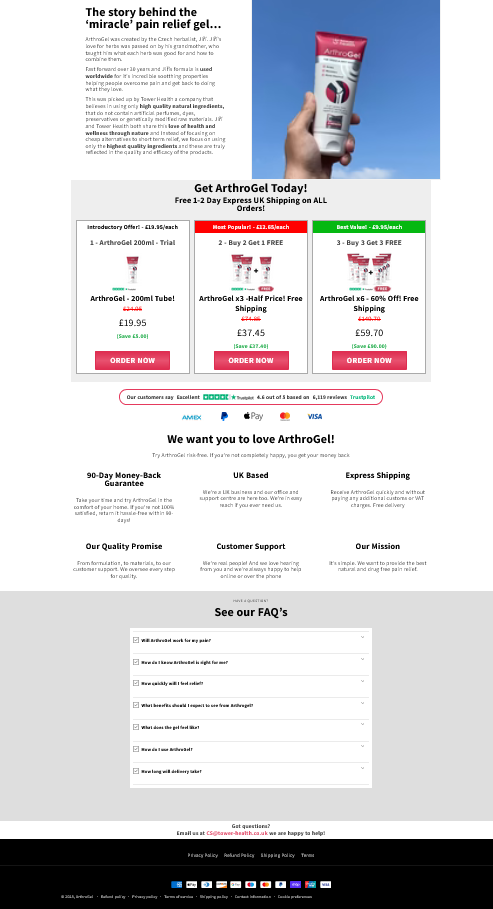 The story behind the
‘miracle’ pain relief gel...
ArthroGel was created by the Czech herbalist, Jiří. Jiří's
love for herbs was passed on by his grandmother, who
taught him what each herb was good for and how to
combine them.
Fast forward over 30 years and Jiří's formula is used
worldwide for it's incredible soothing properties
helping people overcome pain and get back to doing
what they love.
This was picked up by Tower Health a company that
believes in using only high quality natural ingredients,
that do not contain artificial perfumes, dyes,
preservatives or genetically modified raw materials. Jiří
and Tower Health both share this love of health and
wellness through nature and instead of focusing on
cheap alternatives to short term relief, we focus on using
only the highest quality ingredients and these are truly
reflected in the quality and efficacy of the products.
ArthroGel
Get ArthroGel Today!
Free 1-2 Day Express UK Shipping on ALL
Orders!
Introductory Offer! - £19.95/each
1 - ArthroGel 200ml - Trial
ArthroGel - 200ml Tube!
£24.95
£19.95
(Save £5.00)
ORDER NOW
Most Popular! - £12.65/each
2 - Buy 2 Get 1 FREE
+
FREE
ArthroGel x3 -Half Price! Free
Shipping
£74.85
£37.45
(Save £37.40)
ORDER NOW
Best Value! - £9.95/each
3 - Buy 3 Get 3 FREE
+
FREE
ArthroGel x6 - 60% Off! Free
Shipping
£149.70
£59.70
(Save £90.00)
ORDER NOW
Our customers say Excellent Trustpilot 4.6 out of 5 based on 6,119 reviews Trustpilot
AMEX PayPal Pay mastercard VISA
We want you to love ArthroGel!
Try ArthroGel risk-free. If you're not completely happy, you get your money back
90-Day Money-Back
Guarantee
Take your time and try ArthroGel in the
comfort of your home. If you're not 100%
satisfied, return it hassle-free within 90-
days!
UK Based
We're a UK business and our office and
support centre are here too. We're in easy
reach if you ever need us.
Express Shipping
Receive ArthroGel quickly and without
paying any additional customs or VAT
charges. Free delivery
Our Quality Promise
From formulation, to materials, to our
customer support. We oversee every step
for quality.
Customer Support
We're real people! And we love hearing
from you and we're always happy to help
online or over the phone
Our Mission
It's simple. We want to provide the best
natural and drug free pain relief.
HAVE A QUESTION?
See our FAQ’s
Will ArthroGel work for my pain?
How do I know ArthroGel is right for me?
How quickly will I feel relief?
What benefits should I expect to see from Arthrogel?
What does the gel feel like?
How do I use ArthroGel?
How long will delivery take?
Got questions?
Email us at CS@tower-health.co.uk we are happy to help!
Privacy Policy Refund Policy Shipping Policy Terms
© 2025, ArthroGel • Refund policy • Privacy policy • Terms of service • Shipping policy • Contact information • Cookie preferences